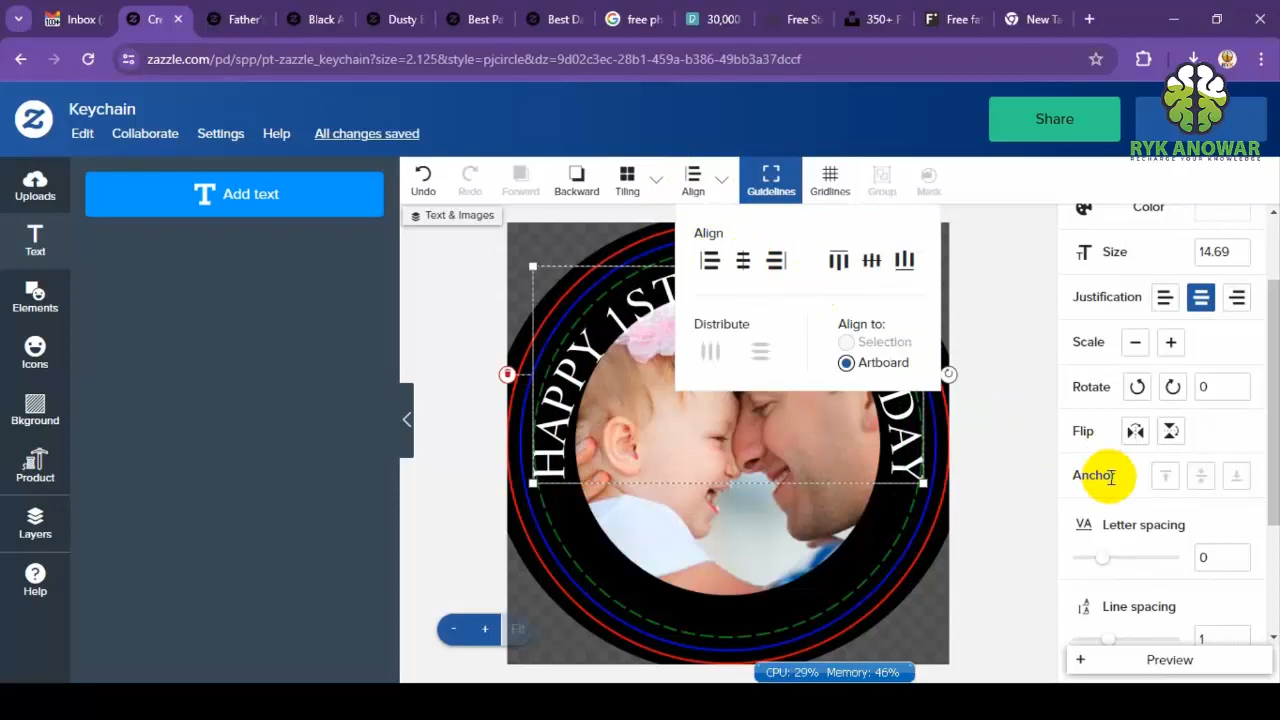 Inbox (
Cre
Father'
Black A
Dusty B
Best Pa
Best Da
free ph
30,000
Free St
350+ F
Free fa
New Ta
zazzle.com/pd/spp/pt-zazzle_keychain?size=2.125&style=pjcircle&dz=9d02c3ec-28b1-459a-b386-49bb3a37dccf
Keychain
Edit
Collaborate
Settings
Help
All changes saved
Share
RYK ANOWAR
RECHARGE YOUR KNOWLEDGE
Uploads
Text
Elements
Icons
Bkground
Product
Layers
Help
Add text
Undo
Redo
Forward
Backward
Tiling
Align
Guidelines
Gridlines
Group
Mask
Text & Images
Align
Distribute
Align to:
Selection
Artboard
HAPPY 1ST
DAY
Fit
Color
Size
14.69
Justification
Scale
Rotate
0
Flip
Anchor
VA Letter spacing
0
Line spacing
1
Preview
CPU: 29% Memory: 46%